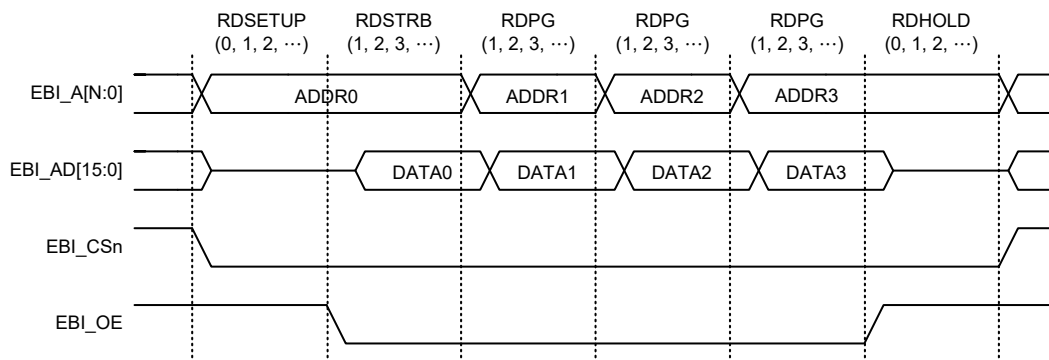 RDSETUP RDSTRB RDPG RDPG RDPG RDHOLD
(0, 1, 2, ⋯) (1, 2, 3, ⋯) (1, 2, 3, ⋯) (1, 2, 3, ⋯) (1, 2, 3, ⋯) (0, 1, 2, ⋯)
EBI_A[N:0] ADDR0 ADDR1 ADDR2 ADDR3
EBI_AD[15:0] DATA0 DATA1 DATA2 DATA3
EBI_CSn
EBI_OE